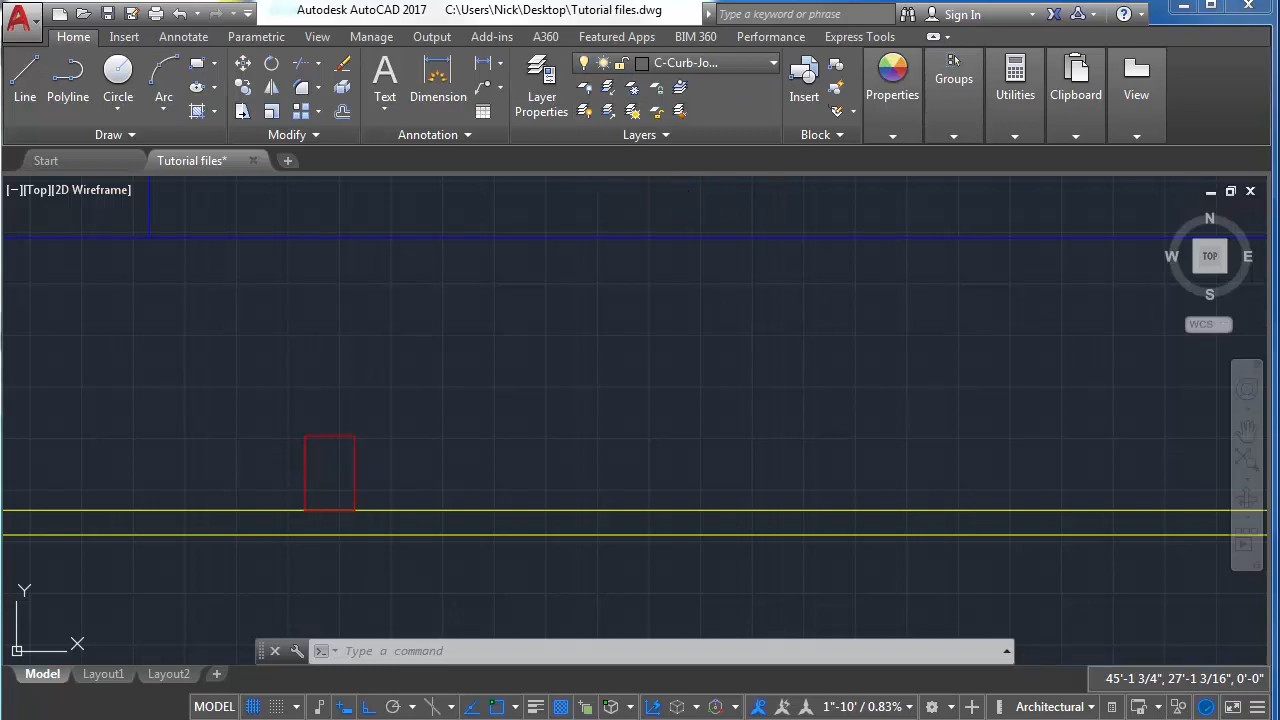 Autodesk AutoCAD 2017 C:\Users\Nick\Desktop\Tutorial files.dwg
Type a keyword or phrase
Sign In
Home Insert Annotate Parametric View Manage Output Add-ins A360 Featured Apps BIM 360 Performance Express Tools
C-Curb-Jo...
Line Polyline Circle Arc
Text Dimension
Layer
Properties
Insert
Properties
Groups
Utilities
Clipboard
View
Draw
Modify
Annotation
Layers
Block
Start
Tutorial files*
[−][Top][2D Wireframe]
N
W TOP E
S
WCS
Y
X
Type a command
Model Layout1 Layout2
45'-1 3/4", 27'-1 3/16", 0'-0"
MODEL
1"-10' / 0.83%
Architectural